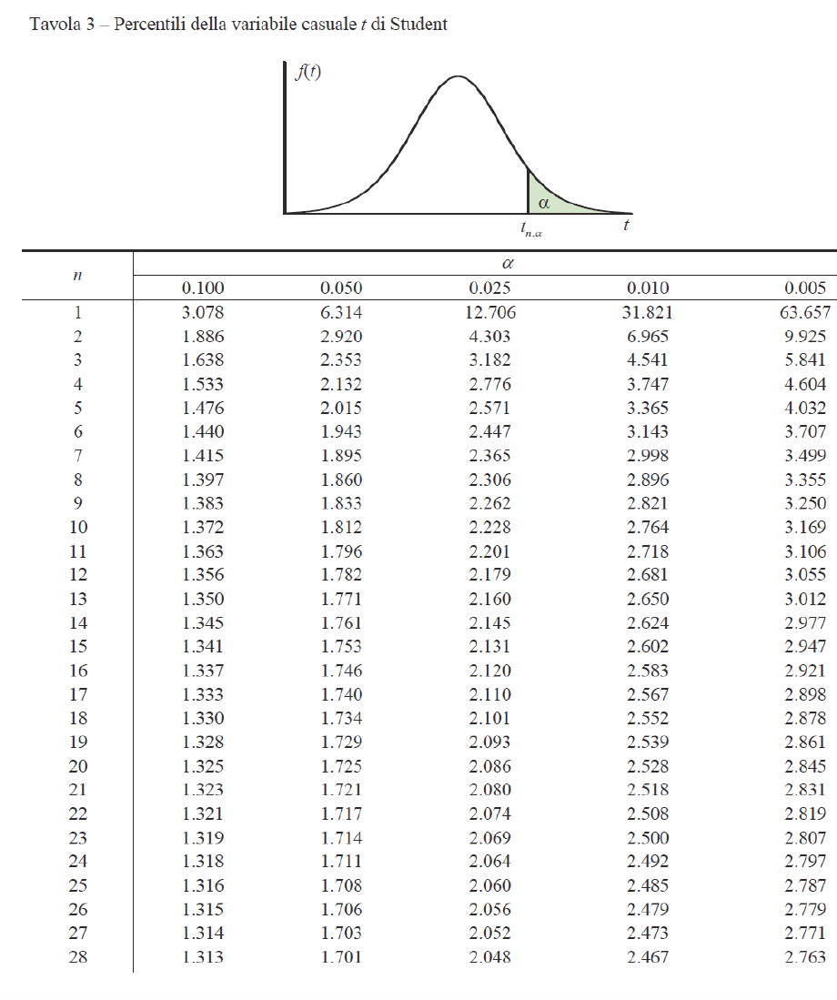 Tavola 3 – Percentili della variabile casuale t di Student
f(t)
α
tn,α
t
n
α
0.100 0.050 0.025 0.010 0.005
1 3.078 6.314 12.706 31.821 63.657
2 1.886 2.920 4.303 6.965 9.925
3 1.638 2.353 3.182 4.541 5.841
4 1.533 2.132 2.776 3.747 4.604
5 1.476 2.015 2.571 3.365 4.032
6 1.440 1.943 2.447 3.143 3.707
7 1.415 1.895 2.365 2.998 3.499
8 1.397 1.860 2.306 2.896 3.355
9 1.383 1.833 2.262 2.821 3.250
10 1.372 1.812 2.228 2.764 3.169
11 1.363 1.796 2.201 2.718 3.106
12 1.356 1.782 2.179 2.681 3.055
13 1.350 1.771 2.160 2.650 3.012
14 1.345 1.761 2.145 2.624 2.977
15 1.341 1.753 2.131 2.602 2.947
16 1.337 1.746 2.120 2.583 2.921
17 1.333 1.740 2.110 2.567 2.898
18 1.330 1.734 2.101 2.552 2.878
19 1.328 1.729 2.093 2.539 2.861
20 1.325 1.725 2.086 2.528 2.845
21 1.323 1.721 2.080 2.518 2.831
22 1.321 1.717 2.074 2.508 2.819
23 1.319 1.714 2.069 2.500 2.807
24 1.318 1.711 2.064 2.492 2.797
25 1.316 1.708 2.060 2.485 2.787
26 1.315 1.706 2.056 2.479 2.779
27 1.314 1.703 2.052 2.473 2.771
28 1.313 1.701 2.048 2.467 2.763